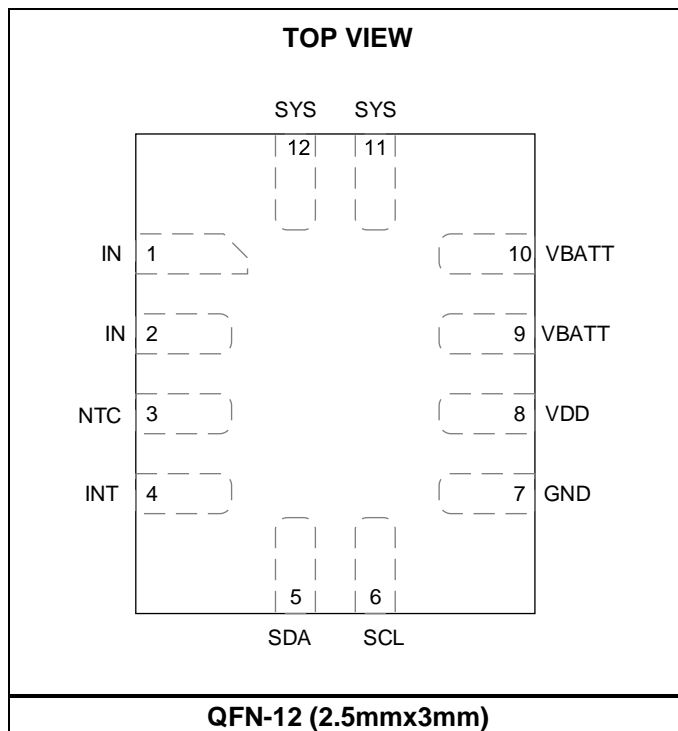 TOP VIEW
SYS SYS
12 11
IN 1 10 VBATT
IN 2 9 VBATT
NTC 3 8 VDD
INT 4 7 GND
5 6
SDA SCL
QFN-12 (2.5mmx3mm)